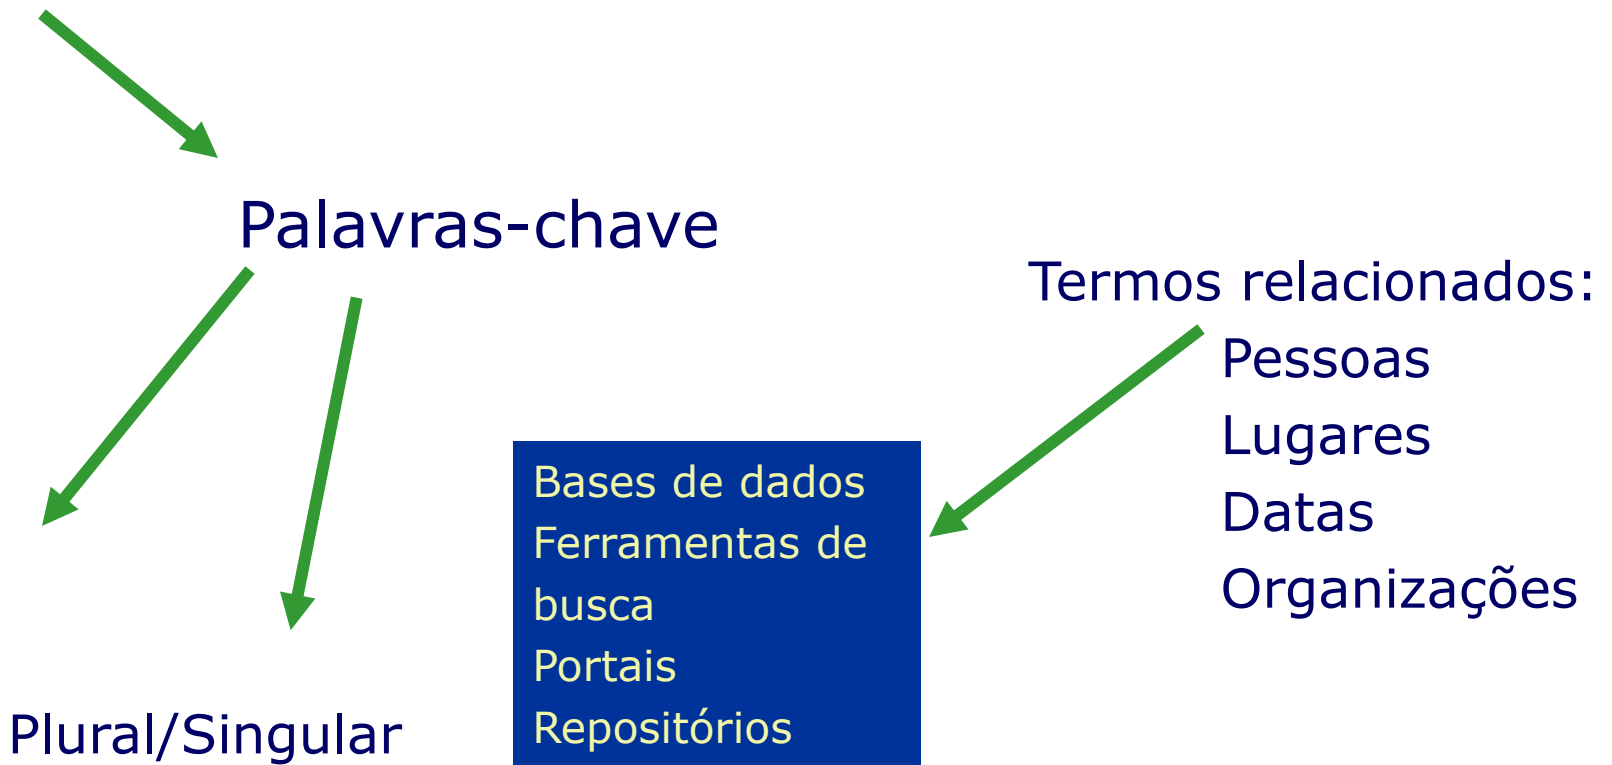 Palavras-chave
Termos relacionados:
Pessoas
Lugares
Datas
Organizações
Bases de dados
Ferramentas de
busca
Portais
Repositórios
Plural/Singular